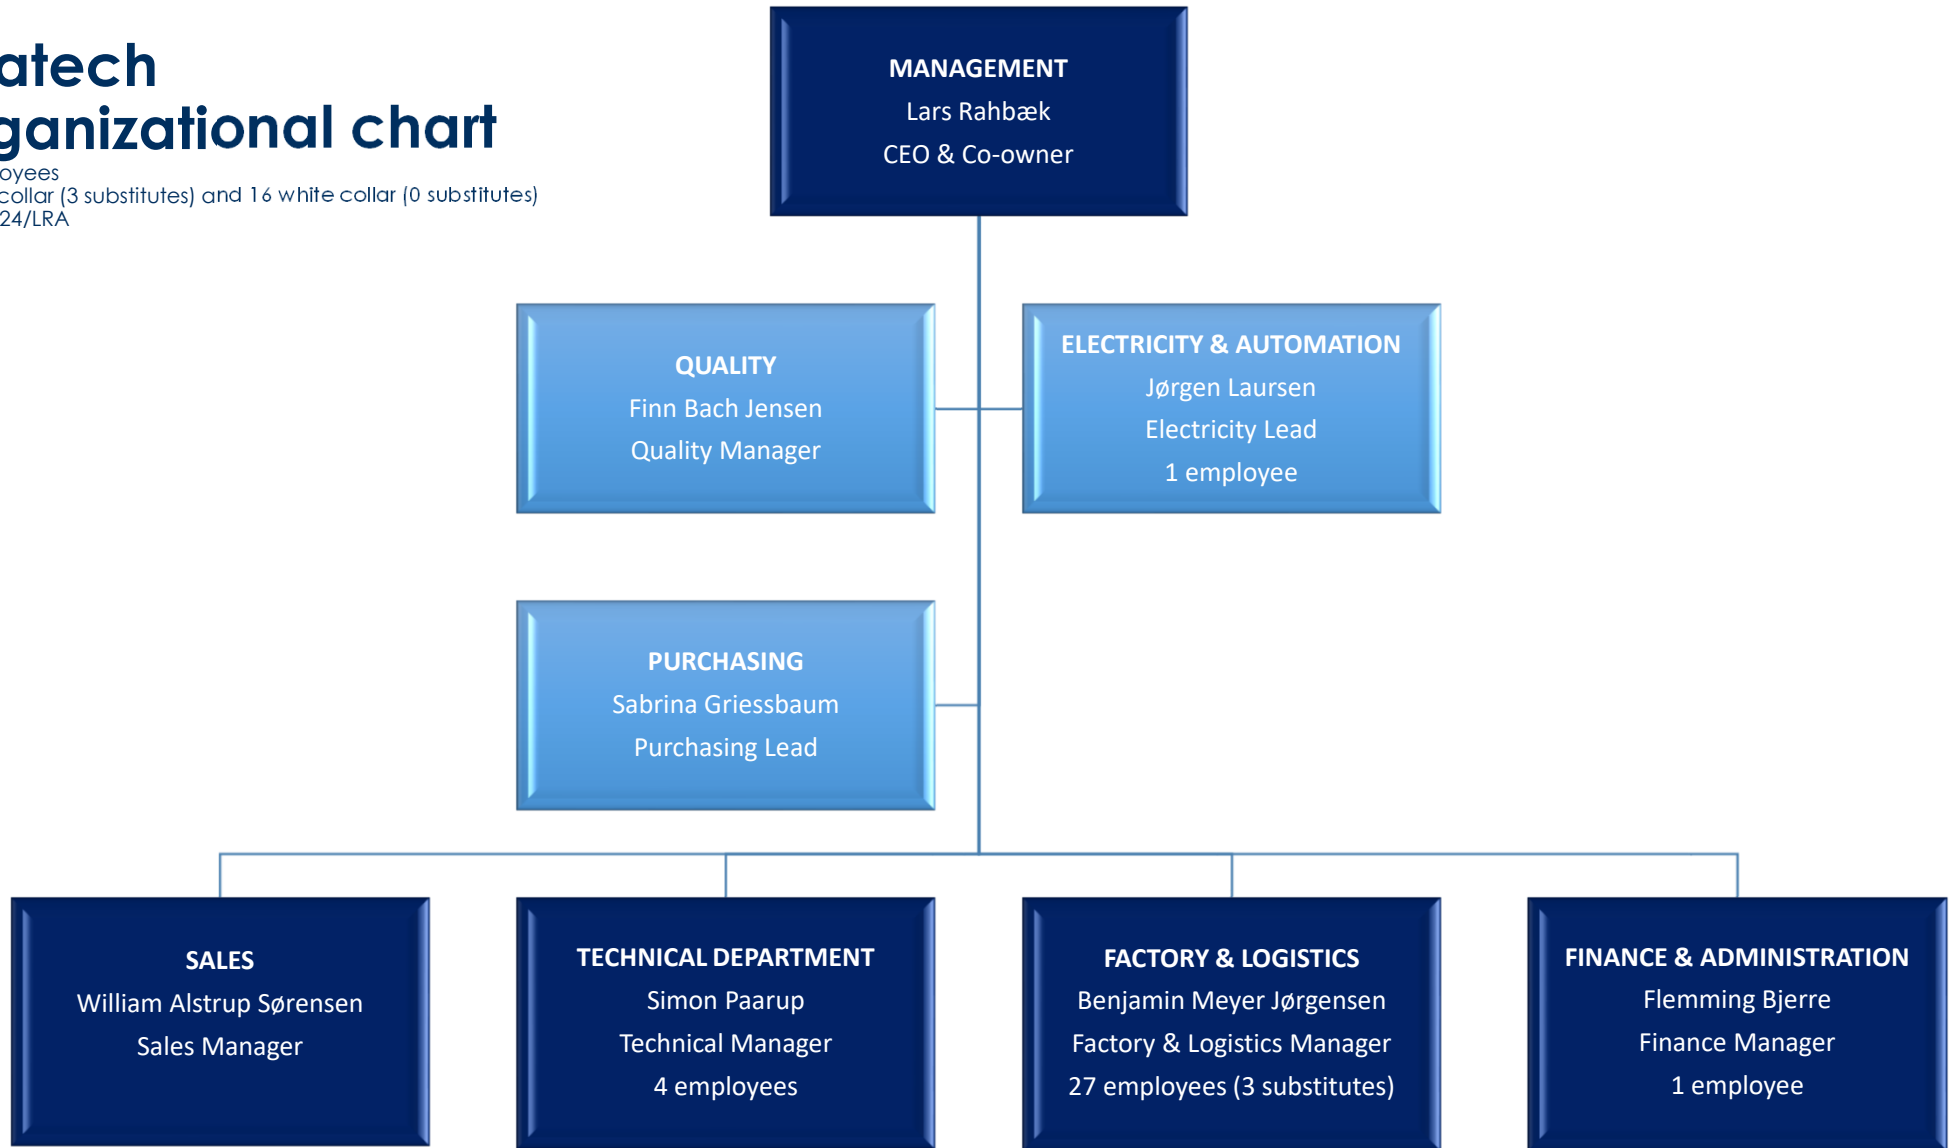 atech
ganizational chart
oyees
collar (3 substitutes) and 16 white collar (0 substitutes)
24/LRA
MANAGEMENT
Lars Rahbæk
CEO & Co-owner
QUALITY
Finn Bach Jensen
Quality Manager
ELECTRICITY & AUTOMATION
Jørgen Laursen
Electricity Lead
1 employee
PURCHASING
Sabrina Griessbaum
Purchasing Lead
SALES
William Alstrup Sørensen
Sales Manager
TECHNICAL DEPARTMENT
Simon Paarup
Technical Manager
4 employees
FACTORY & LOGISTICS
Benjamin Meyer Jørgensen
Factory & Logistics Manager
27 employees (3 substitutes)
FINANCE & ADMINISTRATION
Flemming Bjerre
Finance Manager
1 employee